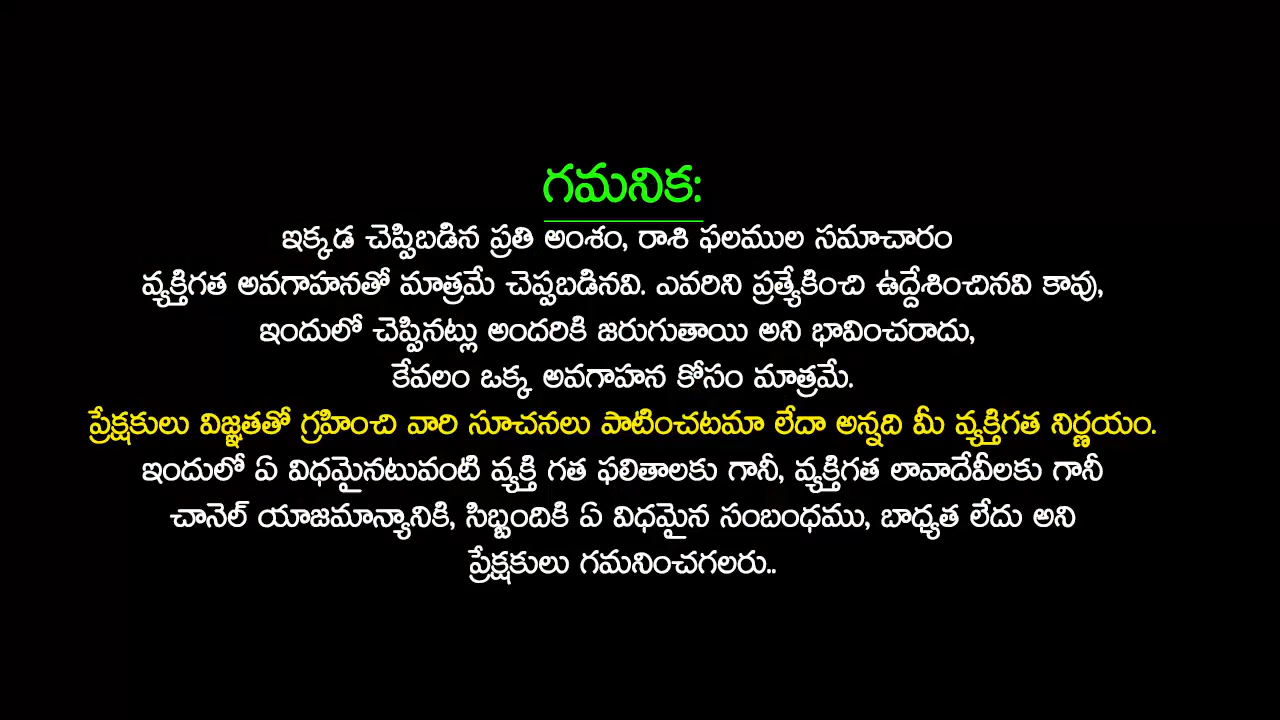 గమనిక:
ఇక్కడ చెప్పిబడిన ప్రతి అంశం, రాశి ఫలముల సమాచారం
వ్యక్తిగత అవగాహనతో మాత్రమే చెప్పబడినవి. ఎవరిని ప్రత్యేకించి ఉద్దేశించినవి కావు,
ఇందులో చెప్పినట్లు అందరికి జరుగుతాయి అని భావించరాదు,
కేవలం ఒక్క అవగాహన కోసం మాత్రమే.
ప్రేక్షకులు విజ్ఞతతో గ్రహించి వారి సూచనలు పాటించటమా లేదా అన్నది మీ వ్యక్తిగత నిర్ణయం.
ఇందులో ఏ విధమైనటువంటి వ్యక్తి గత ఫలితాలకు గానీ, వ్యక్తిగత లావాదేవీలకు గానీ
చానెల్ యాజమాన్యానికి, సిబ్బందికి ఏ విధమైన సంబంధము, బాధ్యత లేదు అని
ప్రేక్షకులు గమనించగలరు..